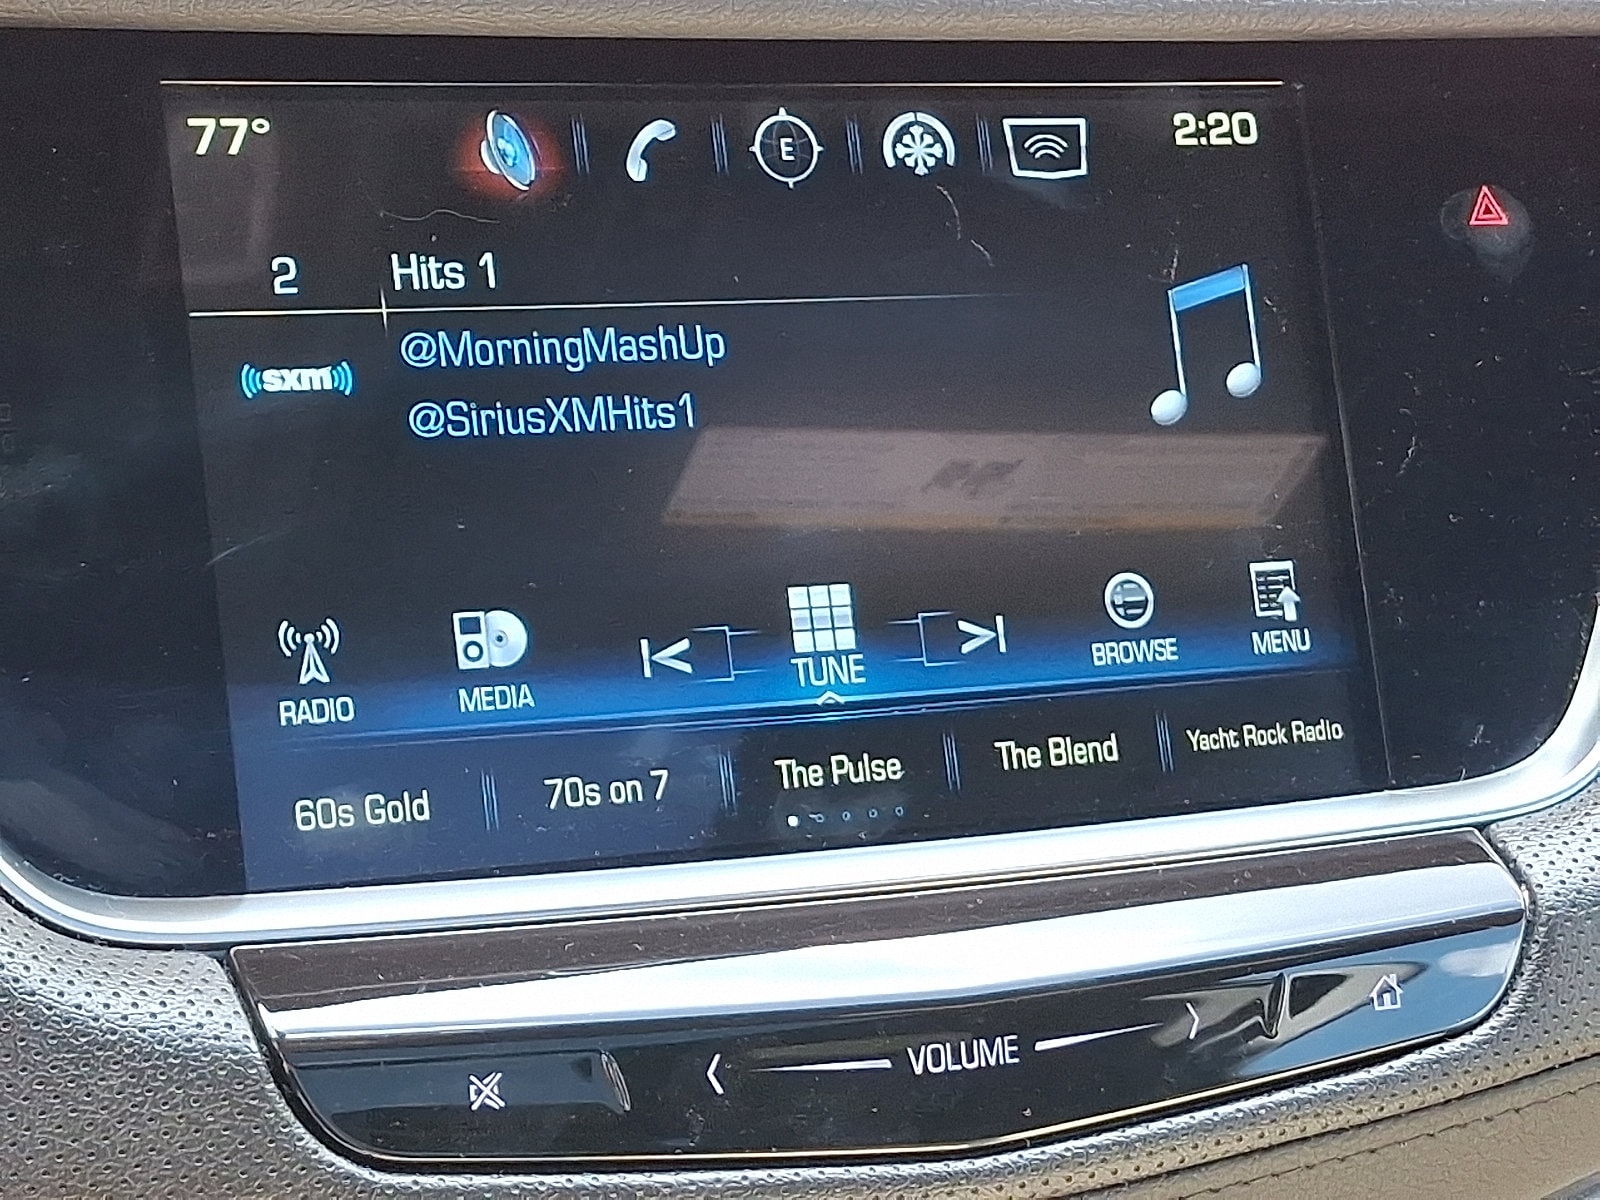 77° E 2:20
2 Hits 1
@MorningMashUp
((sxm))
@SiriusXMHits1
RADIO MEDIA TUNE BROWSE MENU
60s Gold 70s on 7 The Pulse The Blend Yacht Rock Radio
VOLUME